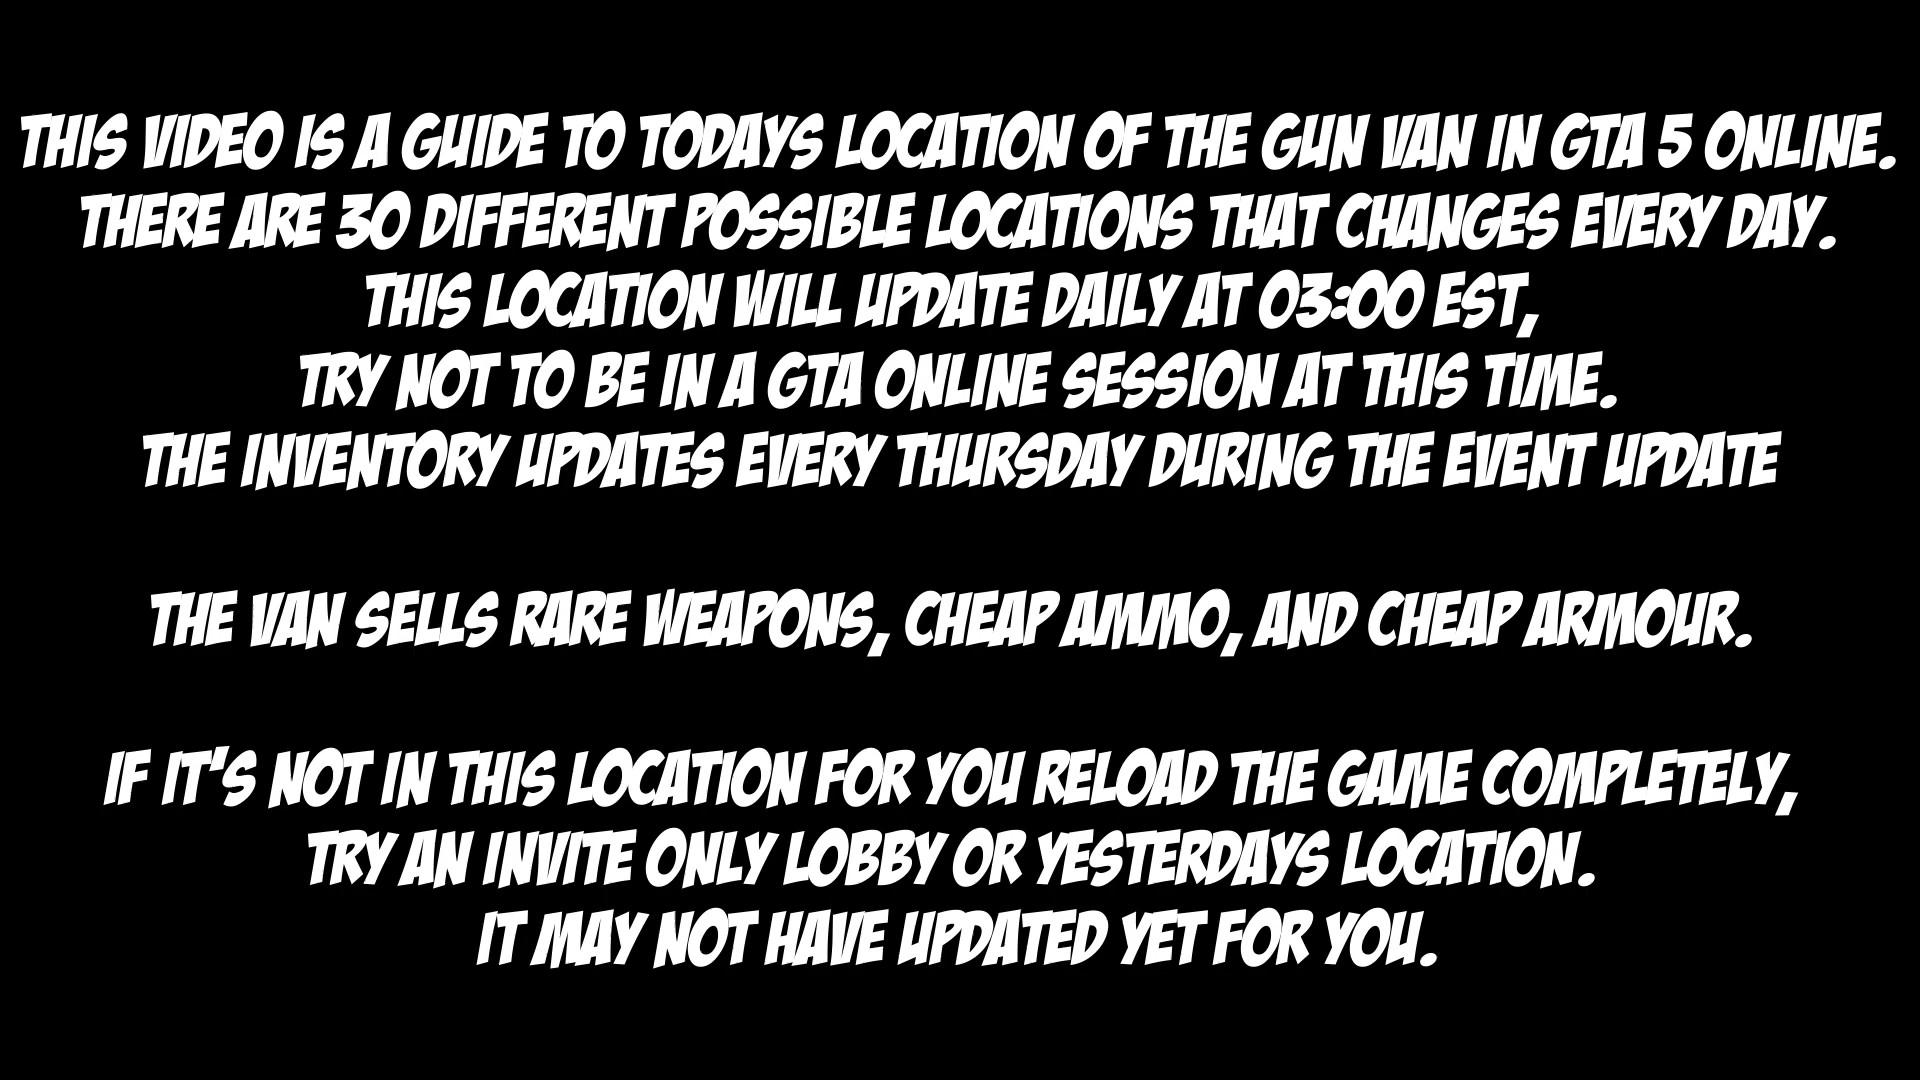 THIS VIDEO IS A GUIDE TO TODAYS LOCATION OF THE GUN VAN IN GTA 5 ONLINE.
THERE ARE 30 DIFFERENT POSSIBLE LOCATIONS THAT CHANGES EVERY DAY.
THIS LOCATION WILL UPDATE DAILY AT 03:00 EST,
TRY NOT TO BE IN A GTA ONLINE SESSION AT THIS TIME.
THE INVENTORY UPDATES EVERY THURSDAY DURING THE EVENT UPDATE
THE VAN SELLS RARE WEAPONS, CHEAP AMMO, AND CHEAP ARMOUR.
IF IT'S NOT IN THIS LOCATION FOR YOU RELOAD THE GAME COMPLETELY,
TRY AN INVITE ONLY LOBBY OR YESTERDAYS LOCATION.
IT MAY NOT HAVE UPDATED YET FOR YOU.